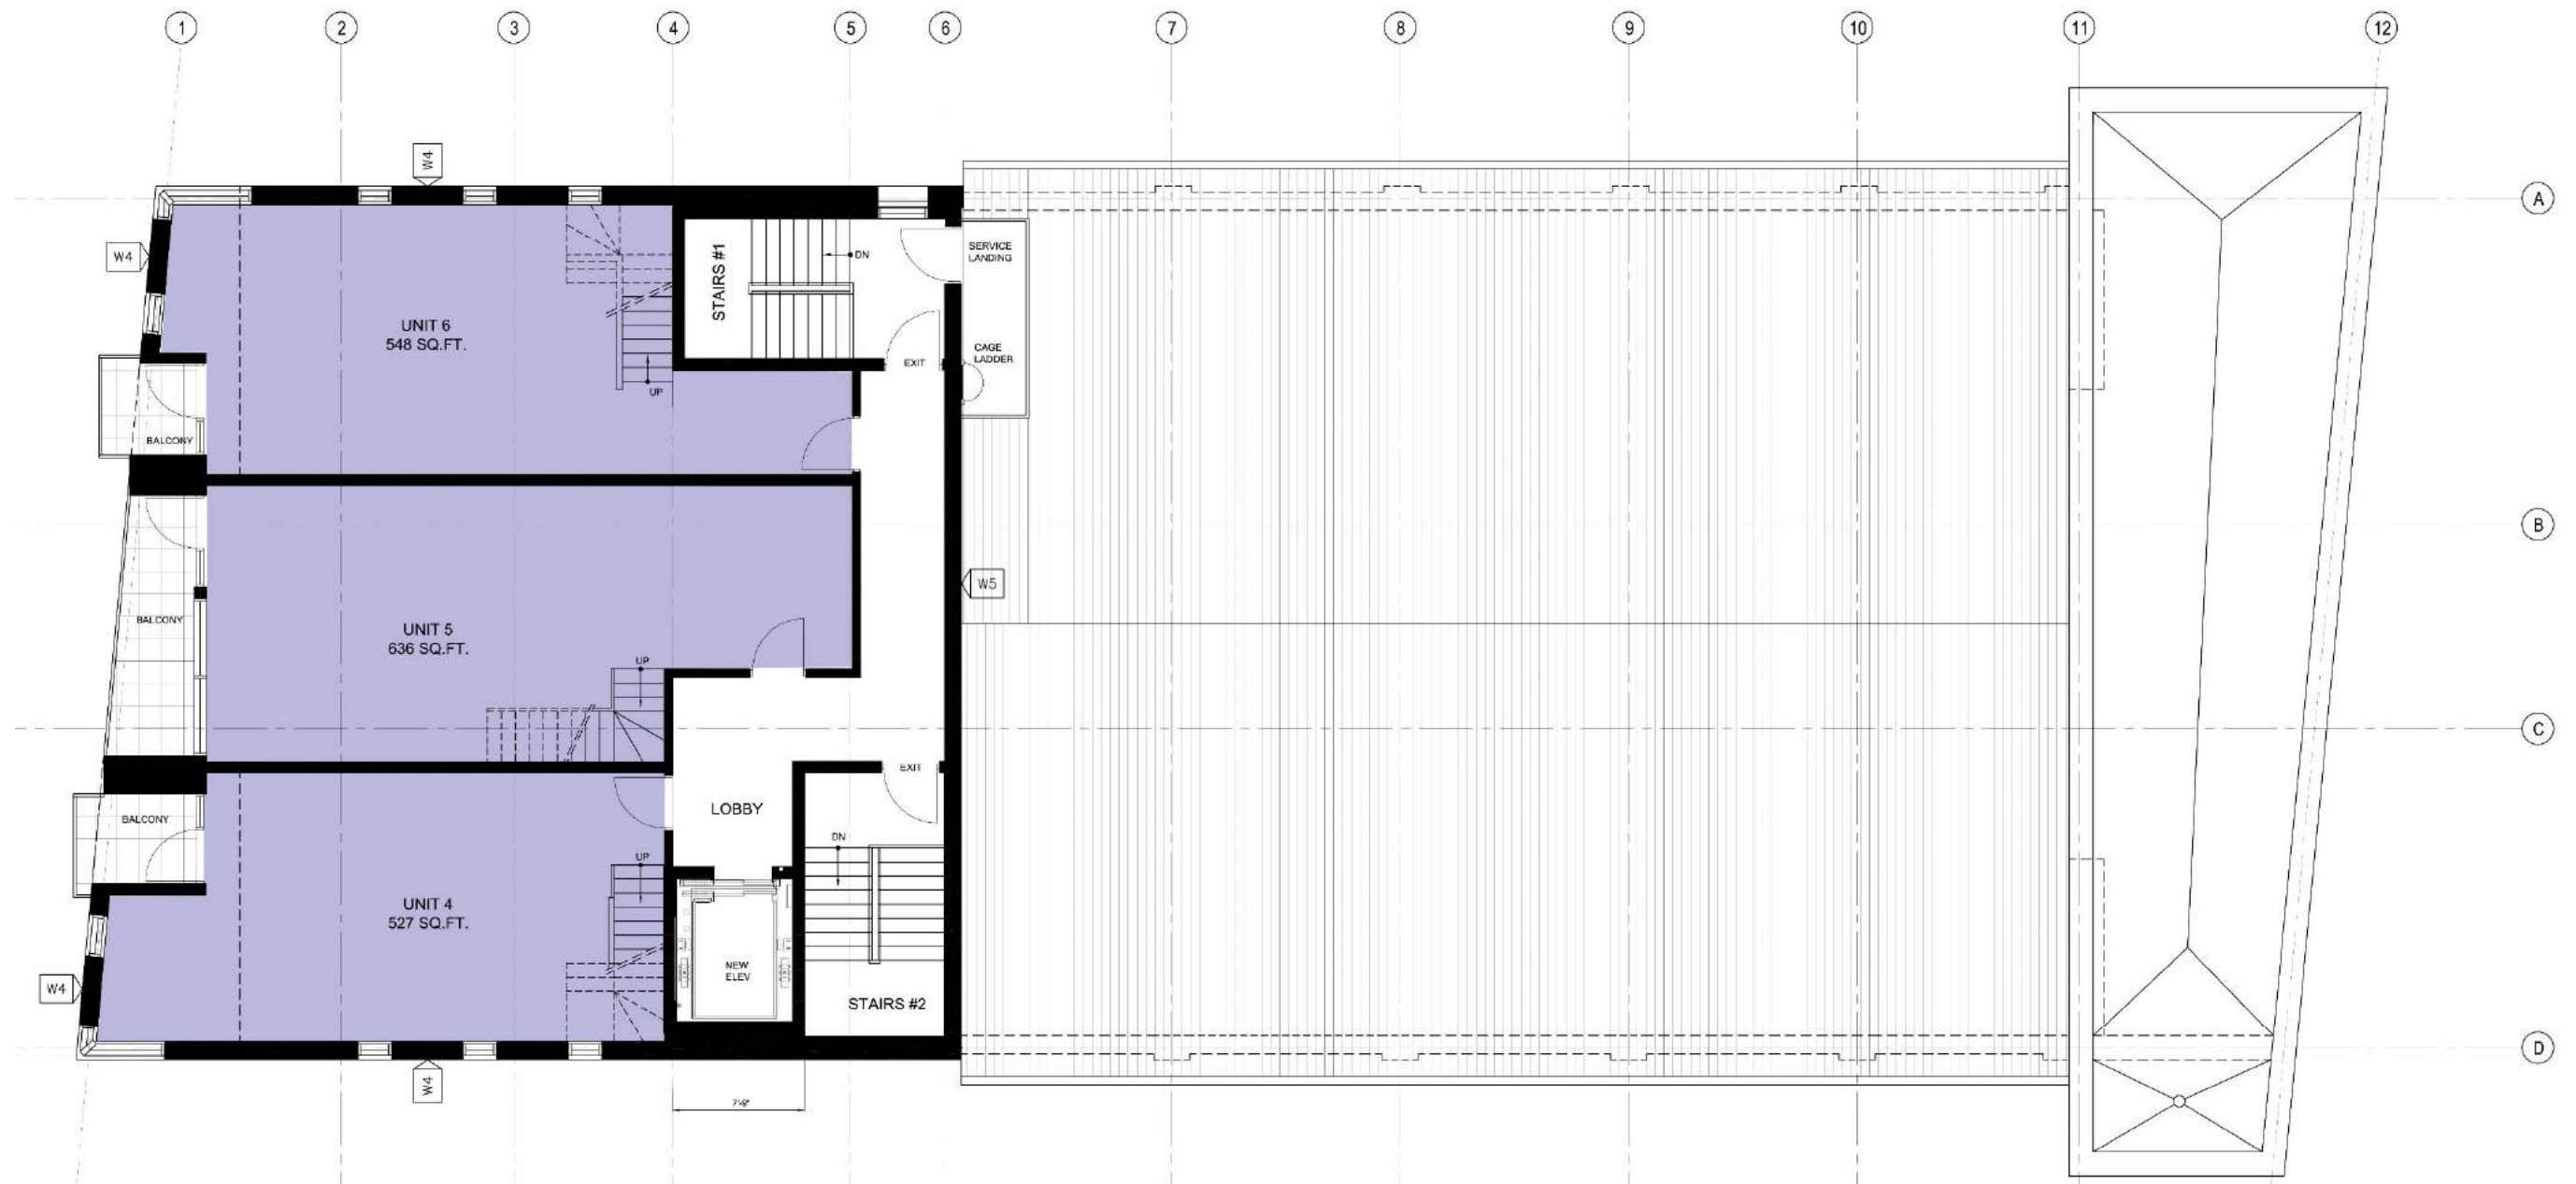 1
2
3
4
5
6
7
8
9
10
11
12
W4
A
W4
STAIRS #1
DN
SERVICE
LANDING
UNIT 6
548 SQ.FT.
CAGE
LADDER
EXIT
UP
BALCONY
B
W5
BALCONY
UNIT 5
636 SQ.FT.
UP
C
EXIT
LOBBY
BALCONY
DN
UP
UNIT 4
527 SQ.FT.
NEW
ELEV
W4
STAIRS #2
D
W4
7'-9"